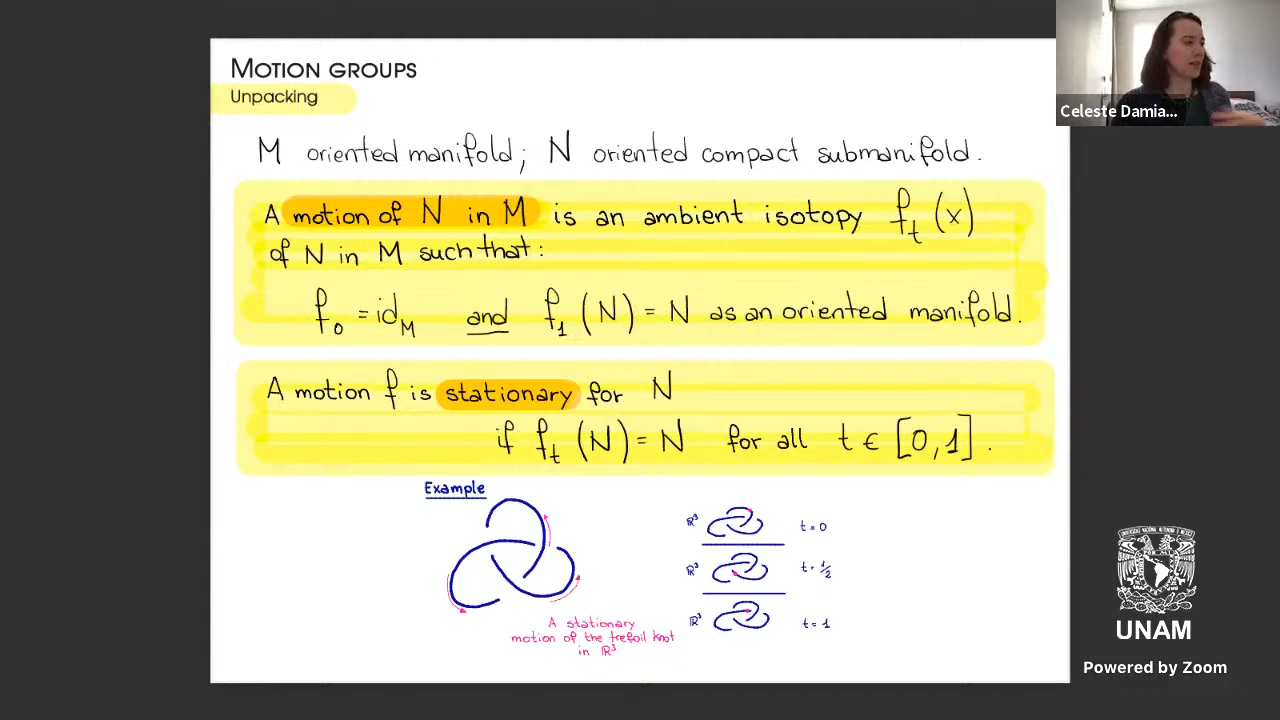 MOTION GROUPS
Unpacking
M oriented manifold; N oriented compact submanifold.
A motion of N in M is an ambient isotopy f_t (x)
of N in M such that:
f_0 = id_M and f_1 (N) = N as an oriented manifold.
A motion f is stationary for N
if f_t (N) = N for all t ∈ [0,1].
Example
A stationary
motion of the trefoil knot
in ℝ³
ℝ³ t = 0
ℝ³ t = 1/2
ℝ³ t = 1
Celeste Damia...
UNAM
Powered by Zoom